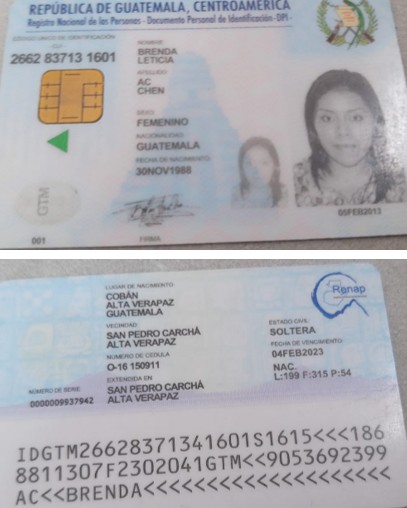 REPÚBLICA DE GUATEMALA, CENTROAMÉRICA
Registro Nacional de las Personas - Documento Personal de Identificación -DPI-
CÓDIGO ÚNICO DE IDENTIFICACIÓN
CUI
2662 83713 1601
NOMBRE
BRENDA
LETICIA
APELLIDO
AC
CHEN
SEXO
FEMENINO
NACIONALIDAD
GUATEMALA
FECHA DE NACIMIENTO
30NOV1988
GTM
05FEB2013
001
FIRMA
LUGAR DE NACIMIENTO
COBÁN
ALTA VERAPAZ
GUATEMALA
VECINDAD
SAN PEDRO CARCHÁ
ALTA VERAPAZ
NUMERO DE CEDULA
O-16 150911
EXTENDIDA EN
SAN PEDRO CARCHÁ
ALTA VERAPAZ
NUMERO DE SERIE
0000009937942
Renap
ESTADO CIVIL
SOLTERA
FECHA DE VENCIMIENTO
04FEB2023
NAC.
L:199 F:315 P:54
IDGTM26628371341601S1615<<<186
8811307F2302041GTM<<9053692399
AC<<BRENDA<<<<<<<<<<<<<<<<<<<<